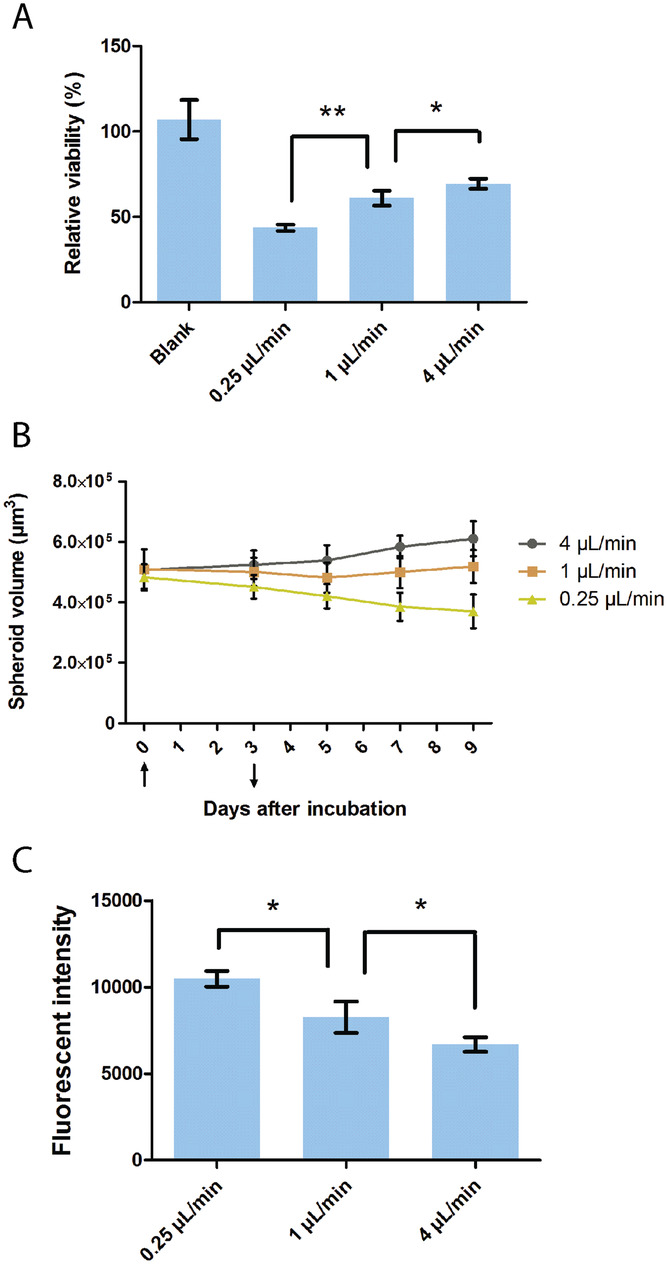 A
Relative viability (%)
150
100
50
0
**
*
Blank
0.25 µL/min
1 µL/min
4 µL/min
B
Spheroid volume (µm³)
8.0×10⁵
6.0×10⁵
4.0×10⁵
2.0×10⁵
0
0 1 2 3 4 5 6 7 8 9
Days after incubation
4 µL/min
1 µL/min
0.25 µL/min
C
Fluorescent intensity
15000
10000
5000
0
*
*
0.25 µL/min
1 µL/min
4 µL/min